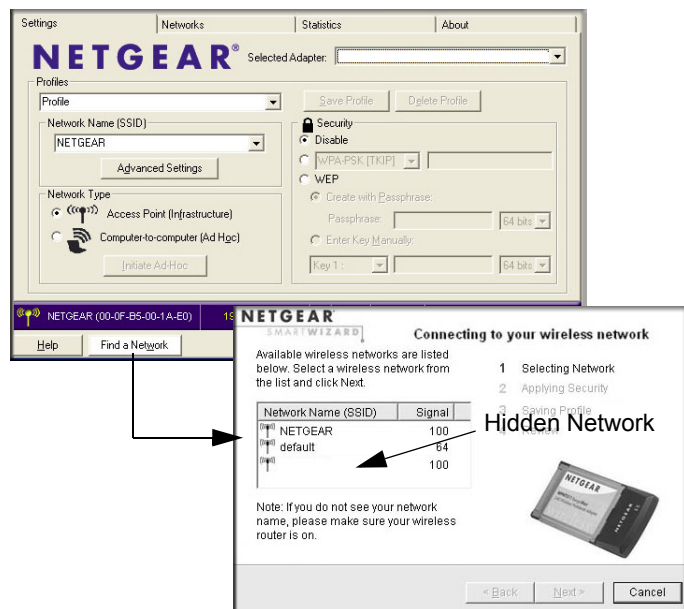 Settings Networks Statistics About
NETGEAR® Selected Adapter:
Profiles
Profile Save Profile Delete Profile
Network Name (SSID)
NETGEAR
Advanced Settings
Network Type
Access Point (Infrastructure)
Computer-to-computer (Ad Hoc)
Initiate Ad-Hoc
Security
Disable
WPA-PSK [TKIP]
WEP
Create with Passphrase:
Passphrase: 64 bits
Enter Key Manually:
Key 1 : 64 bits
NETGEAR (00-0F-B5-00-1A-E0)
Help Find a Network
NETGEAR
SMARTWIZARD
Connecting to your wireless network
Available wireless networks are listed
below. Select a wireless network from
the list and click Next.
1 Selecting Network
2 Applying Security
3 Saving Profile
Review
Network Name (SSID) Signal
NETGEAR 100
default 64
100
Hidden Network
Note: If you do not see your network
name, please make sure your wireless
router is on.
NETGEAR
< Back Next > Cancel